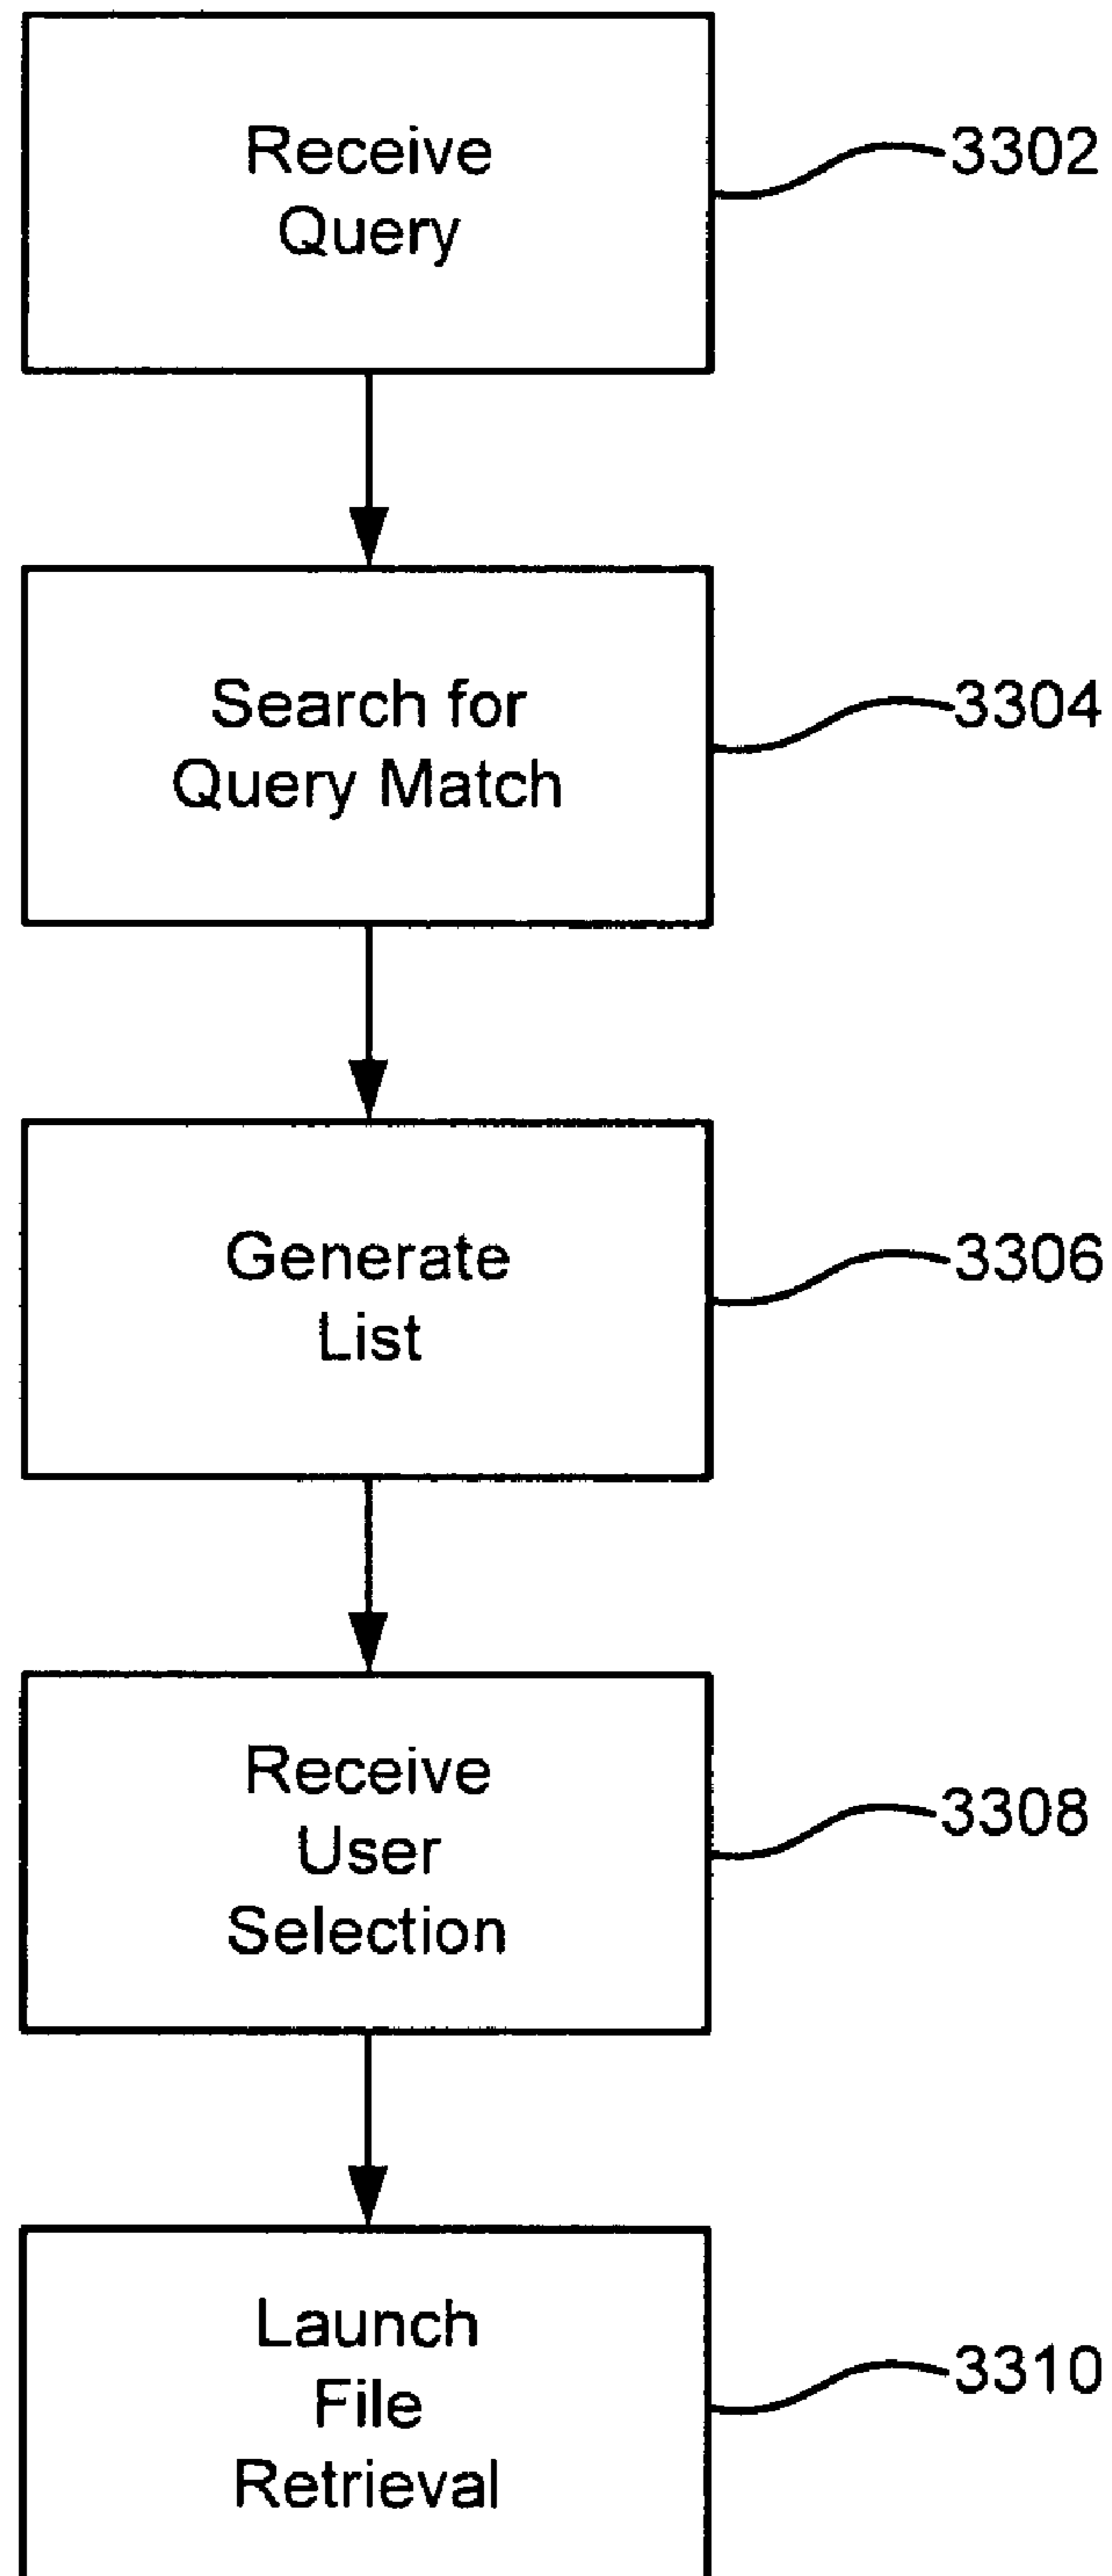 Receive
Query
3302
Search for
Query Match
3304
Generate
List
3306
Receive
User
Selection
3308
Launch
File
Retrieval
3310